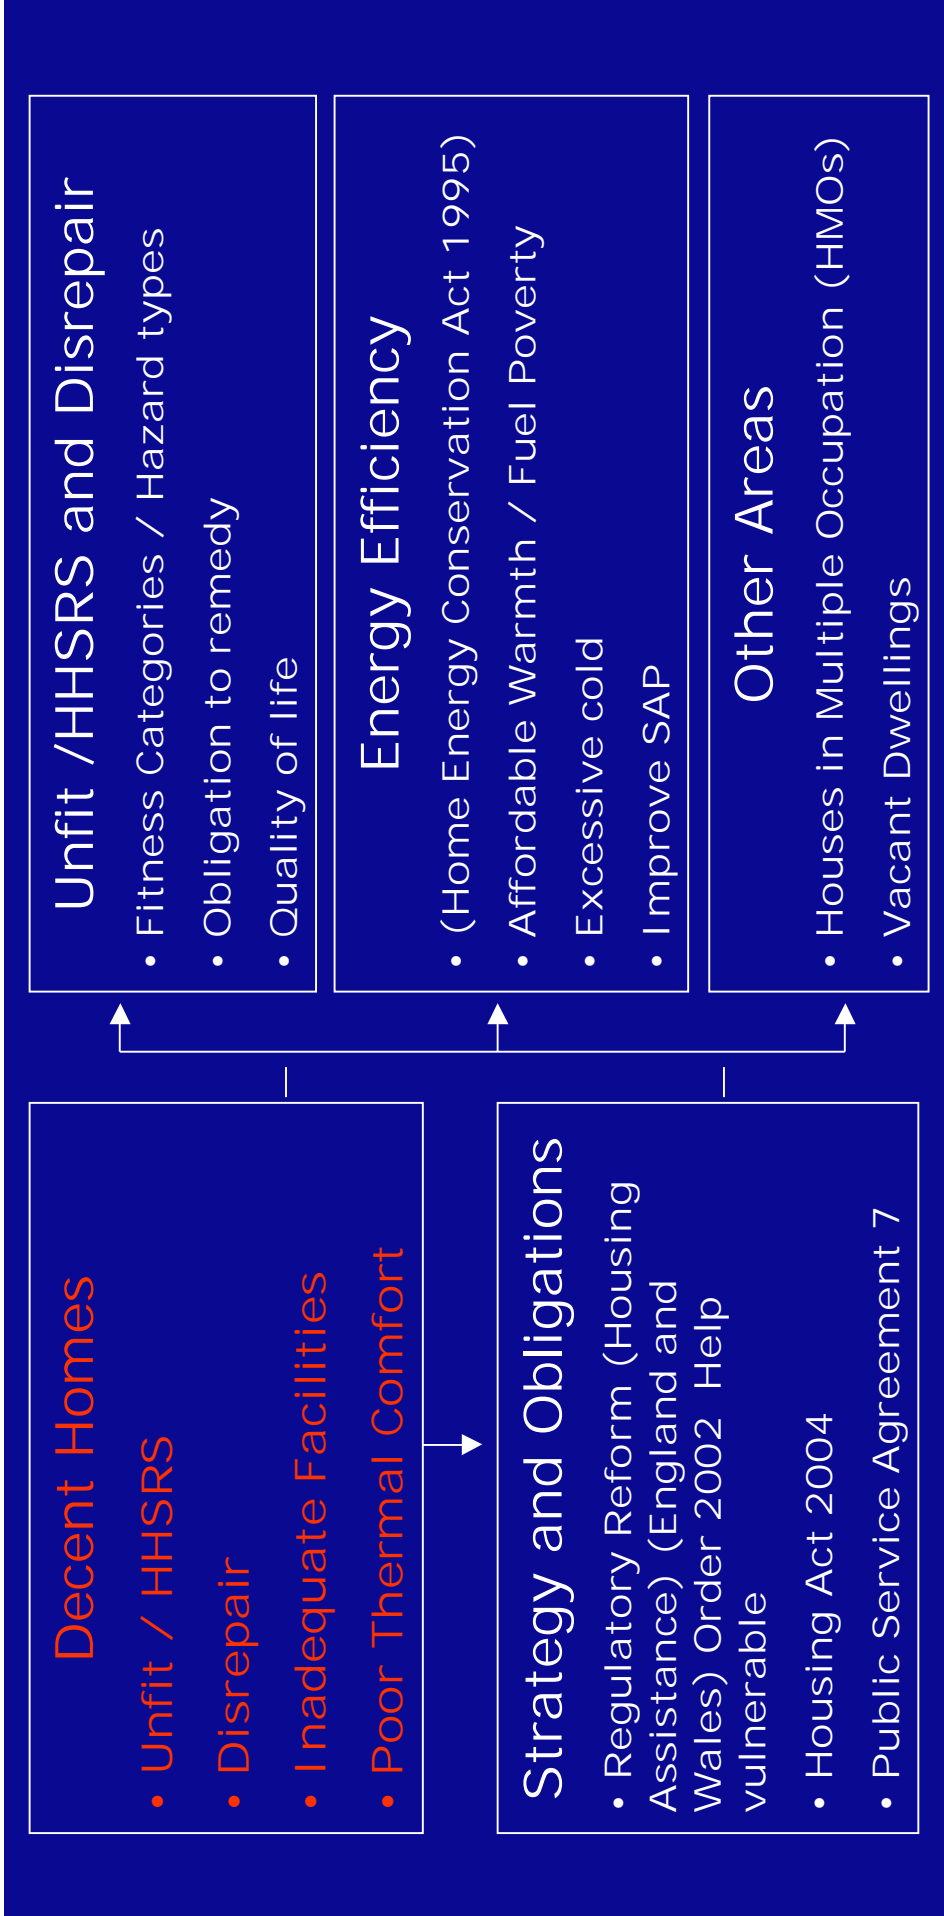 Decent Homes
• Unfit / HHSRS
• Disrepair
• Inadequate Facilities
• Poor Thermal Comfort
Strategy and Obligations
• Regulatory Reform (Housing
Assistance) (England and
Wales) Order 2002 Help
vulnerable
• Housing Act 2004
• Public Service Agreement 7
Unfit /HHSRS and Disrepair
• Fitness Categories / Hazard types
• Obligation to remedy
• Quality of life
Energy Efficiency
• (Home Energy Conservation Act 1995)
• Affordable Warmth / Fuel Poverty
• Excessive cold
• Improve SAP
Other Areas
• Houses in Multiple Occupation (HMOs)
• Vacant Dwellings